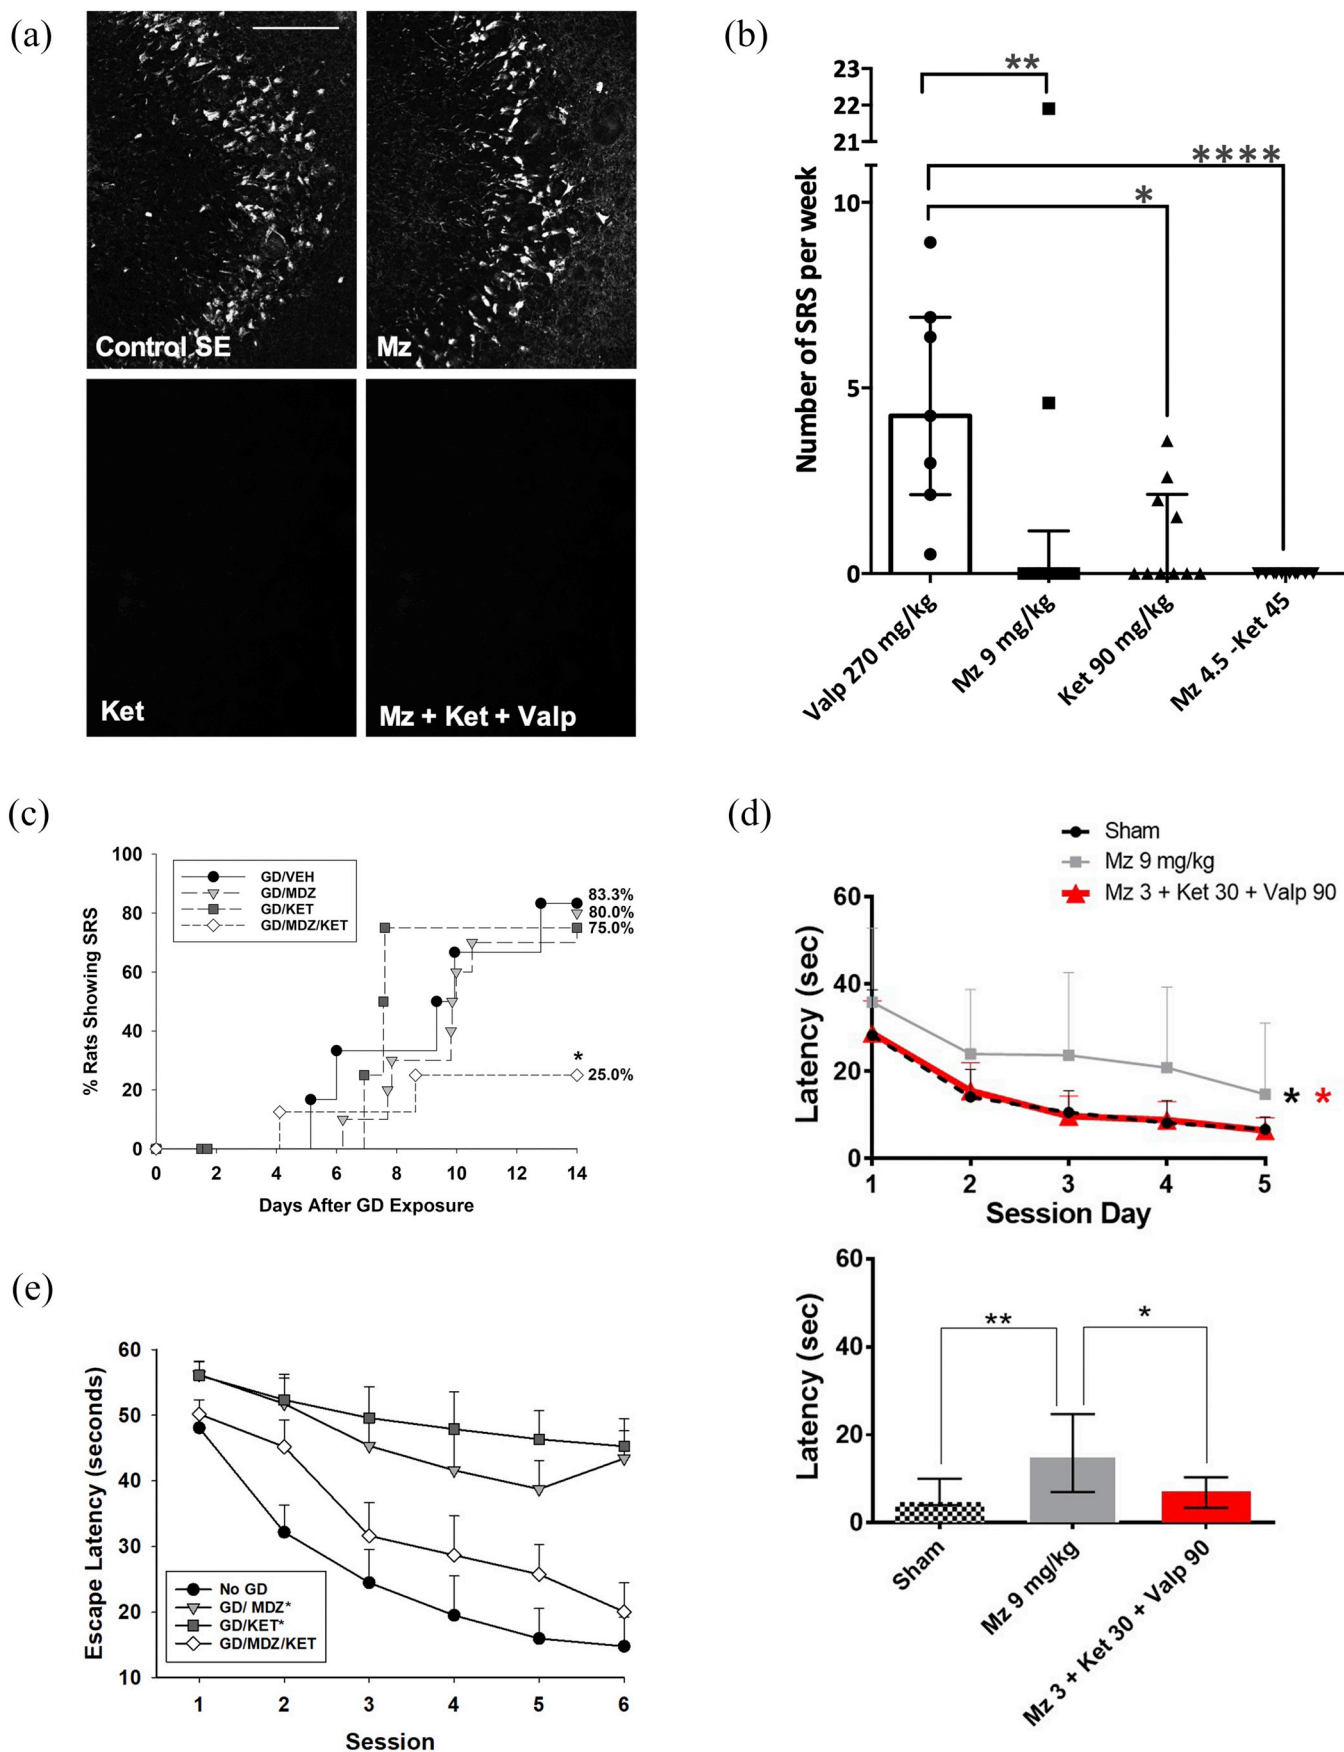 (a)
Control SE
Mz
Ket
Mz + Ket + Valp
(b)
Number of SRS per week
23
22
21
10
5
0
**
****
*
Valp 270 mg/kg
Mz 9 mg/kg
Ket 90 mg/kg
Mz 4.5 -Ket 45
(c)
% Rats Showing SRS
100
80
60
40
20
0
GD/VEH
GD/MDZ
GD/KET
GD/MDZ/KET
83.3%
80.0%
75.0%
*
25.0%
0 2 4 6 8 10 12 14
Days After GD Exposure
(d)
Sham
Mz 9 mg/kg
Mz 3 + Ket 30 + Valp 90
Latency (sec)
60
40
20
0
* *
1 2 3 4 5
Session Day
Latency (sec)
60
40
20
0
**
*
Sham
Mz 9 mg/kg
Mz 3 + Ket 30 + Valp 90
(e)
Escape Latency (seconds)
60
50
40
30
20
10
No GD
GD/ MDZ*
GD/KET*
GD/MDZ/KET
1 2 3 4 5 6
Session